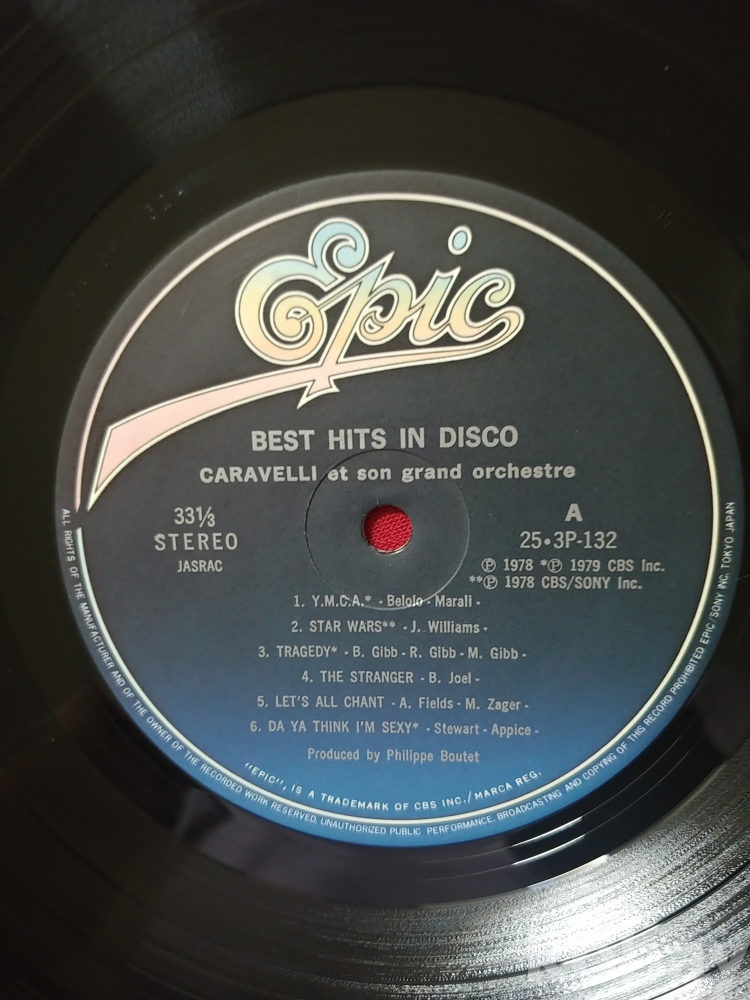 Epic
BEST HITS IN DISCO
CARAVELLI et son grand orchestre
33⅓
STEREO
JASRAC
A
25•3P-132
Ⓟ 1978 *Ⓟ 1979 CBS Inc.
**Ⓟ 1978 CBS/SONY Inc.
1. Y.M.C.A.* - Belolo - Marali -
2. STAR WARS** - J. Williams -
3. TRAGEDY* - B. Gibb - R. Gibb - M. Gibb -
4. THE STRANGER - B. Joel -
5. LET'S ALL CHANT - A. Fields - M. Zager -
6. DA YA THINK I'M SEXY* - Stewart - Appice -
Produced by Philippe Boutet
"EPIC", IS A TRADEMARK OF CBS INC./MARCA REG.
ALL RIGHTS OF THE MANUFACTURER AND OF THE OWNER OF THE RECORDED WORK RESERVED. UNAUTHORIZED PUBLIC PERFORMANCE, BROADCASTING AND COPYING OF THIS RECORD PROHIBITED EPIC/SONY INC. TOKYO JAPAN